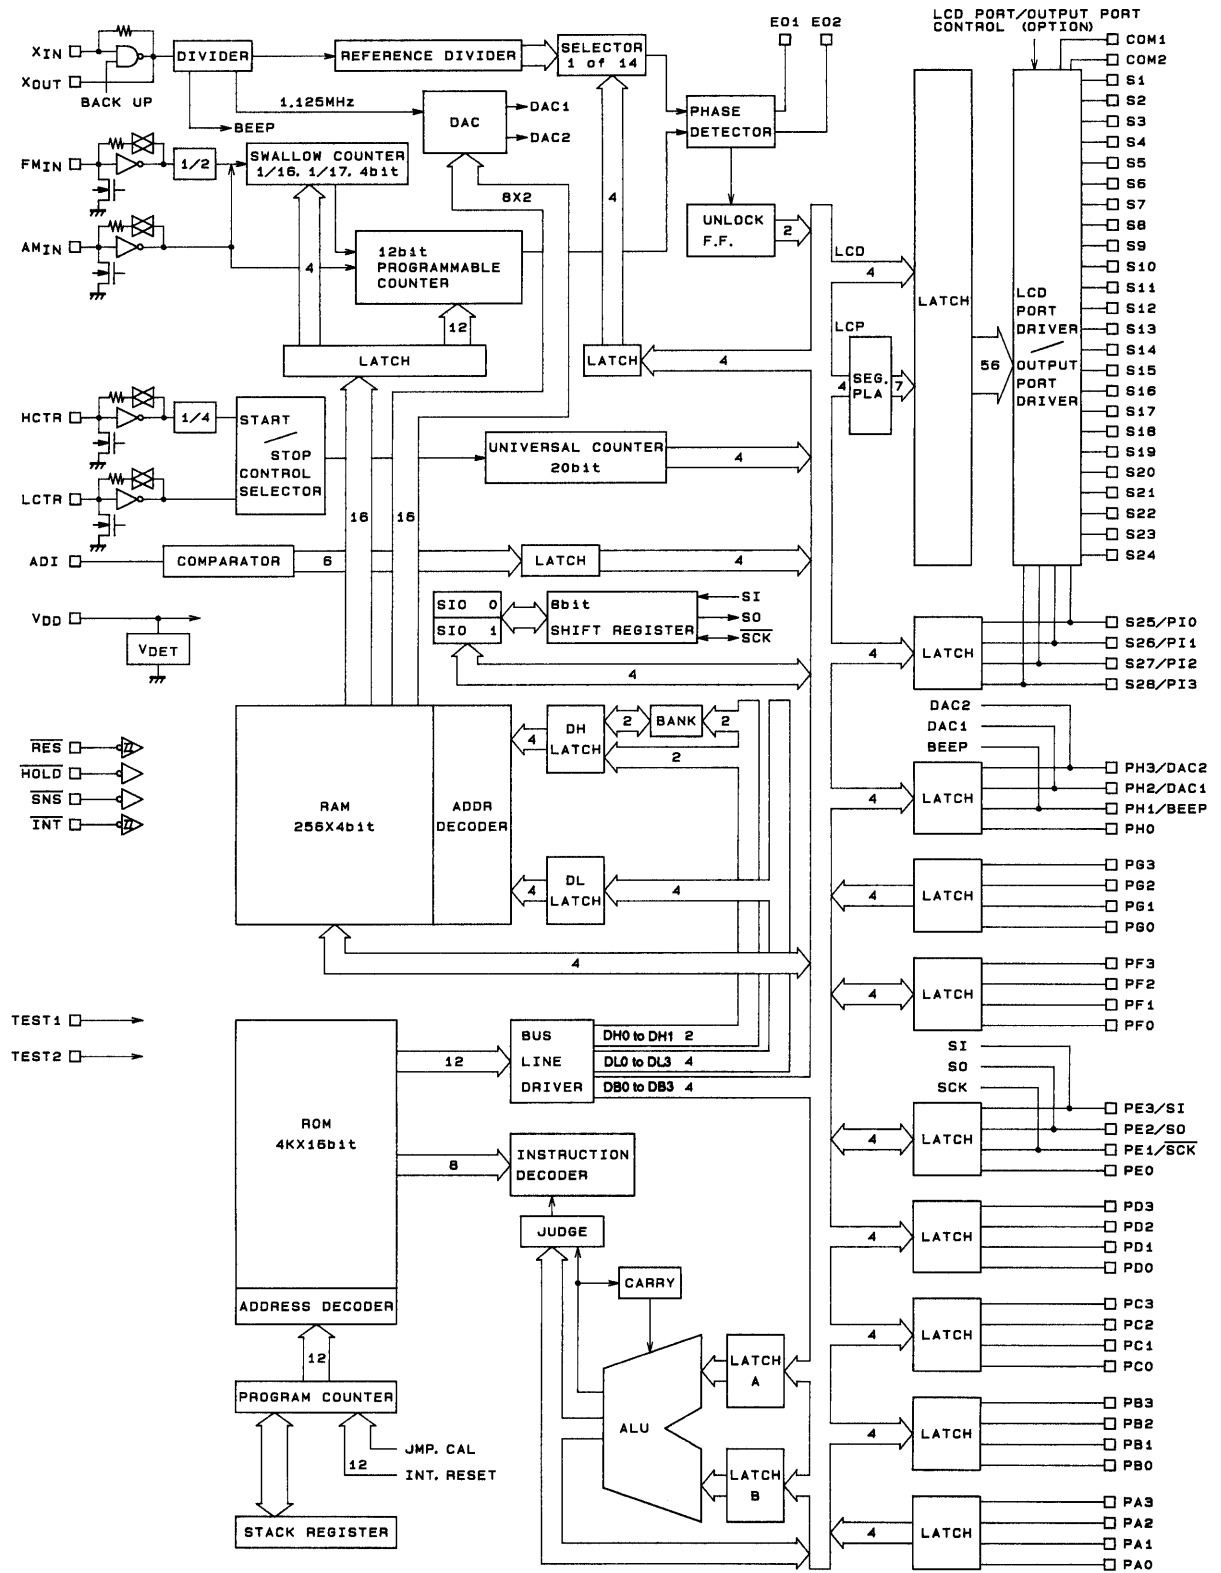 LCD PORT/OUTPUT PORT
CONTROL (OPTION)
EO1 EO2
XIN
XOUT
BACK UP
DIVIDER
REFERENCE DIVIDER
SELECTOR
1 of 14
COM1
COM2
1.125MHz
BEEP
DAC
DAC1
DAC2
PHASE
DETECTOR
FMIN
1/2
SWALLOW COUNTER
1/16, 1/17, 4bit
8X2
4
UNLOCK
F.F.
2
AMIN
4
12bit
PROGRAMMABLE
COUNTER
12
LATCH
LATCH
4
LCD
4
LCP
4
SEG.
PLA
7
LATCH
56
LCD
PORT
DRIVER
/
OUTPUT
PORT
DRIVER
S1
S2
S3
S4
S5
S6
S7
S8
S9
S10
S11
S12
S13
S14
S15
S16
S17
S18
S19
S20
S21
S22
S23
S24
HCTR
1/4
START
/
STOP
CONTROL
SELECTOR
LCTR
UNIVERSAL COUNTER
20bit
4
16
16
ADI
COMPARATOR
6
LATCH
4
VDD
VDET
SIO 0
SIO 1
8bit
SHIFT REGISTER
SI
SO
SCK
4
4
LATCH
S25/PI0
S26/PI1
S27/PI2
S28/PI3
RES
HOLD
SNS
INT
RAM
256X4bit
ADDR
DECODER
4
DH
LATCH
2
BANK
2
2
4
DL
LATCH
4
4
DAC2
DAC1
BEEP
4
LATCH
PH3/DAC2
PH2/DAC1
PH1/BEEP
PH0
4
LATCH
PG3
PG2
PG1
PG0
4
LATCH
PF3
PF2
PF1
PF0
TEST1
TEST2
ROM
4KX16bit
12
BUS
LINE
DRIVER
DH0 to DH1 2
DL0 to DL3 4
DB0 to DB3 4
8
INSTRUCTION
DECODER
JUDGE
CARRY
SI
SO
SCK
4
LATCH
PE3/SI
PE2/SO
PE1/SCK
PE0
4
LATCH
PD3
PD2
PD1
PD0
ADDRESS DECODER
12
PROGRAM COUNTER
JMP. CAL
12
INT. RESET
STACK REGISTER
ALU
LATCH
A
LATCH
B
4
LATCH
PC3
PC2
PC1
PC0
4
LATCH
PB3
PB2
PB1
PB0
4
LATCH
PA3
PA2
PA1
PA0